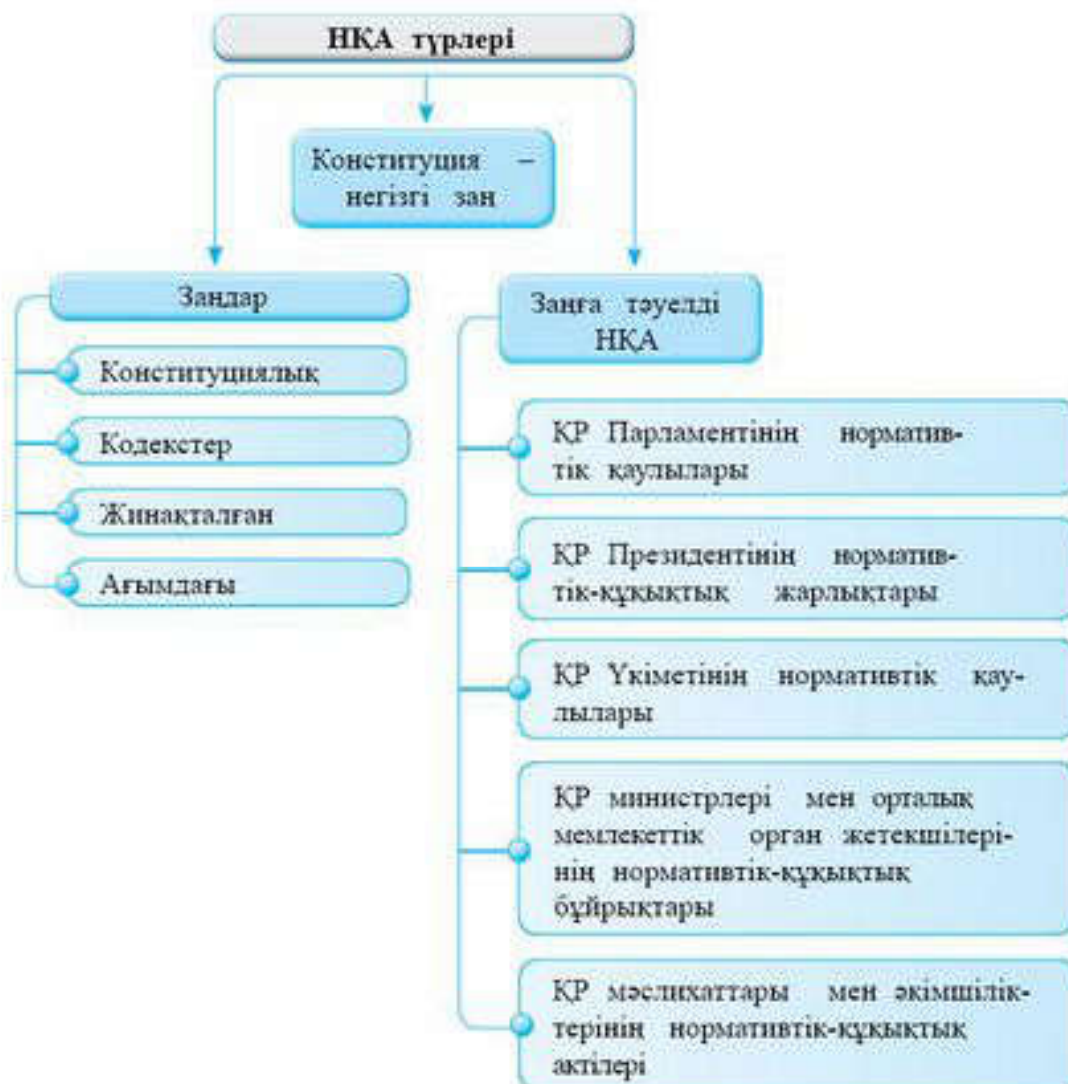 НҚА түрлері
Конституция –
негізгі заң
Заңдар
Конституциялық
Кодекстер
Жинақталған
Ағымдағы
Заңға тәуелді
НҚА
ҚР Парламентінің норматив-
тік қаулылары
ҚР Президентінің норматив-
тік-құқықтық жарлықтары
ҚР Үкіметінің нормативтік қау-
лылары
ҚР министрлері мен орталық
мемлекеттік орган жетекшілері-
нің нормативтік-құқықтық
бұйрықтары
ҚР мәслихаттары мен әкімшілік-
терінің нормативтік-құқықтық
актілері